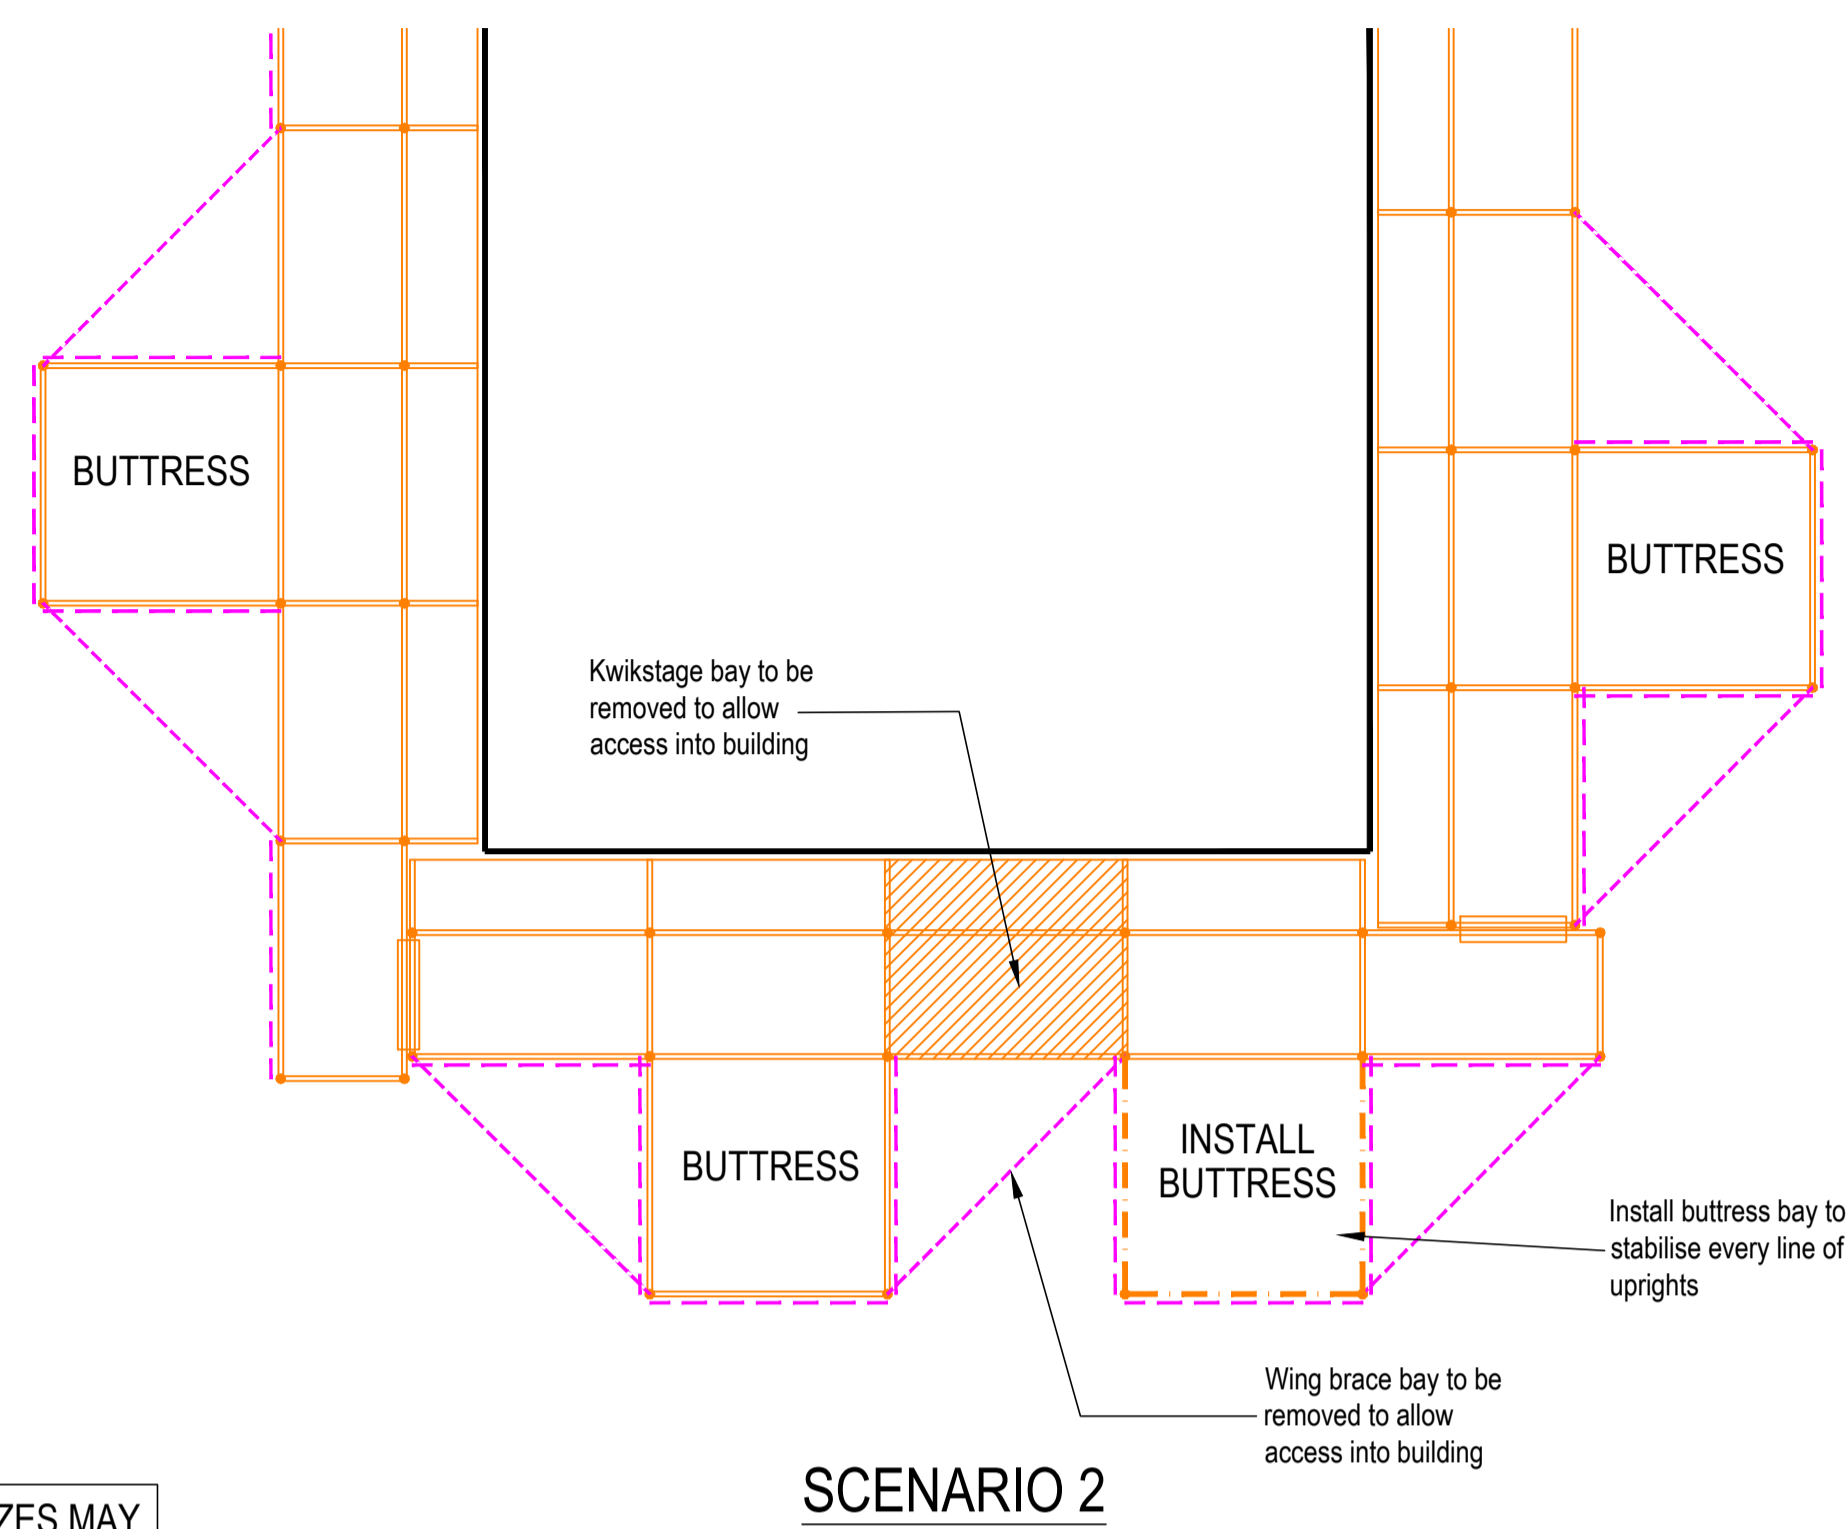 BUTTRESS
BUTTRESS
Kwikstage bay to be
removed to allow
access into building
BUTTRESS
INSTALL
BUTTRESS
Install buttress bay to
stabilise every line of
uprights
Wing brace bay to be
removed to allow
access into building
SCENARIO 2
ZES MAY